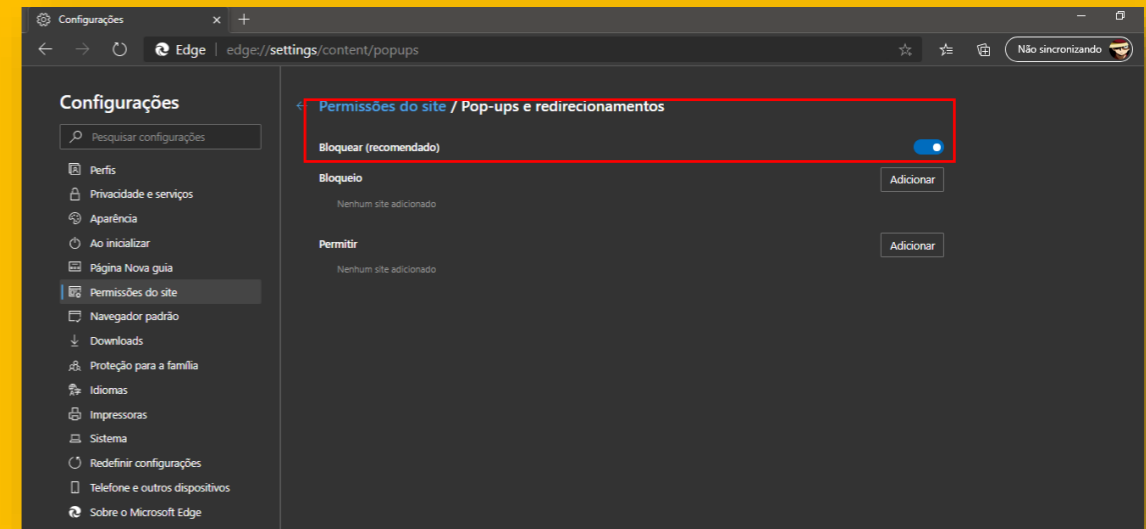 Configurações
Edge edge://settings/content/popups
Não sincronizando
Configurações
Pesquisar configurações
Perfis
Privacidade e serviços
Aparência
Ao inicializar
Página Nova guia
Permissões do site
Navegador padrão
Downloads
Proteção para a família
Idiomas
Impressoras
Sistema
Redefinir configurações
Telefone e outros dispositivos
Sobre o Microsoft Edge
Permissões do site / Pop-ups e redirecionamentos
Bloquear (recomendado)
Bloqueio
Adicionar
Nenhum site adicionado
Permitir
Adicionar
Nenhum site adicionado